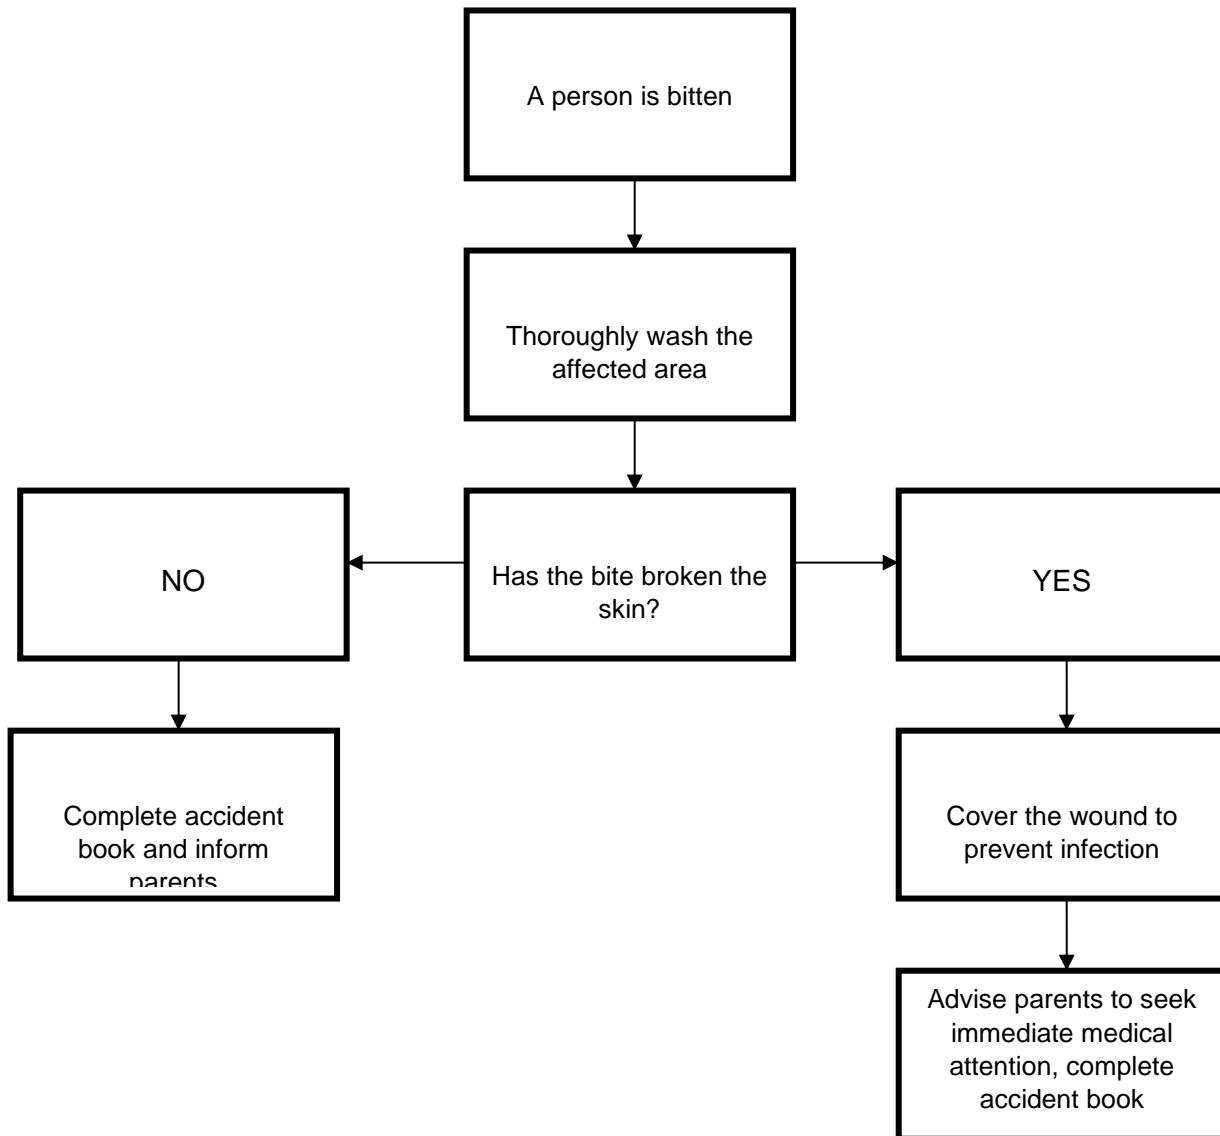 A person is bitten
Thoroughly wash the
affected area
NO
Has the bite broken the
skin?
YES
Complete accident
book and inform
parents
Cover the wound to
prevent infection
Advise parents to seek
immediate medical
attention, complete
accident book